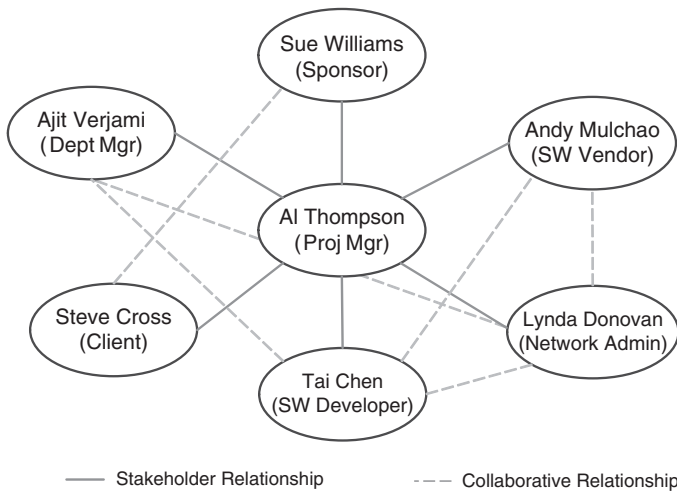 Sue Williams
(Sponsor)
Ajit Verjami
(Dept Mgr)
Andy Mulchao
(SW Vendor)
Al Thompson
(Proj Mgr)
Steve Cross
(Client)
Lynda Donovan
(Network Admin)
Tai Chen
(SW Developer)
Stakeholder Relationship
Collaborative Relationship